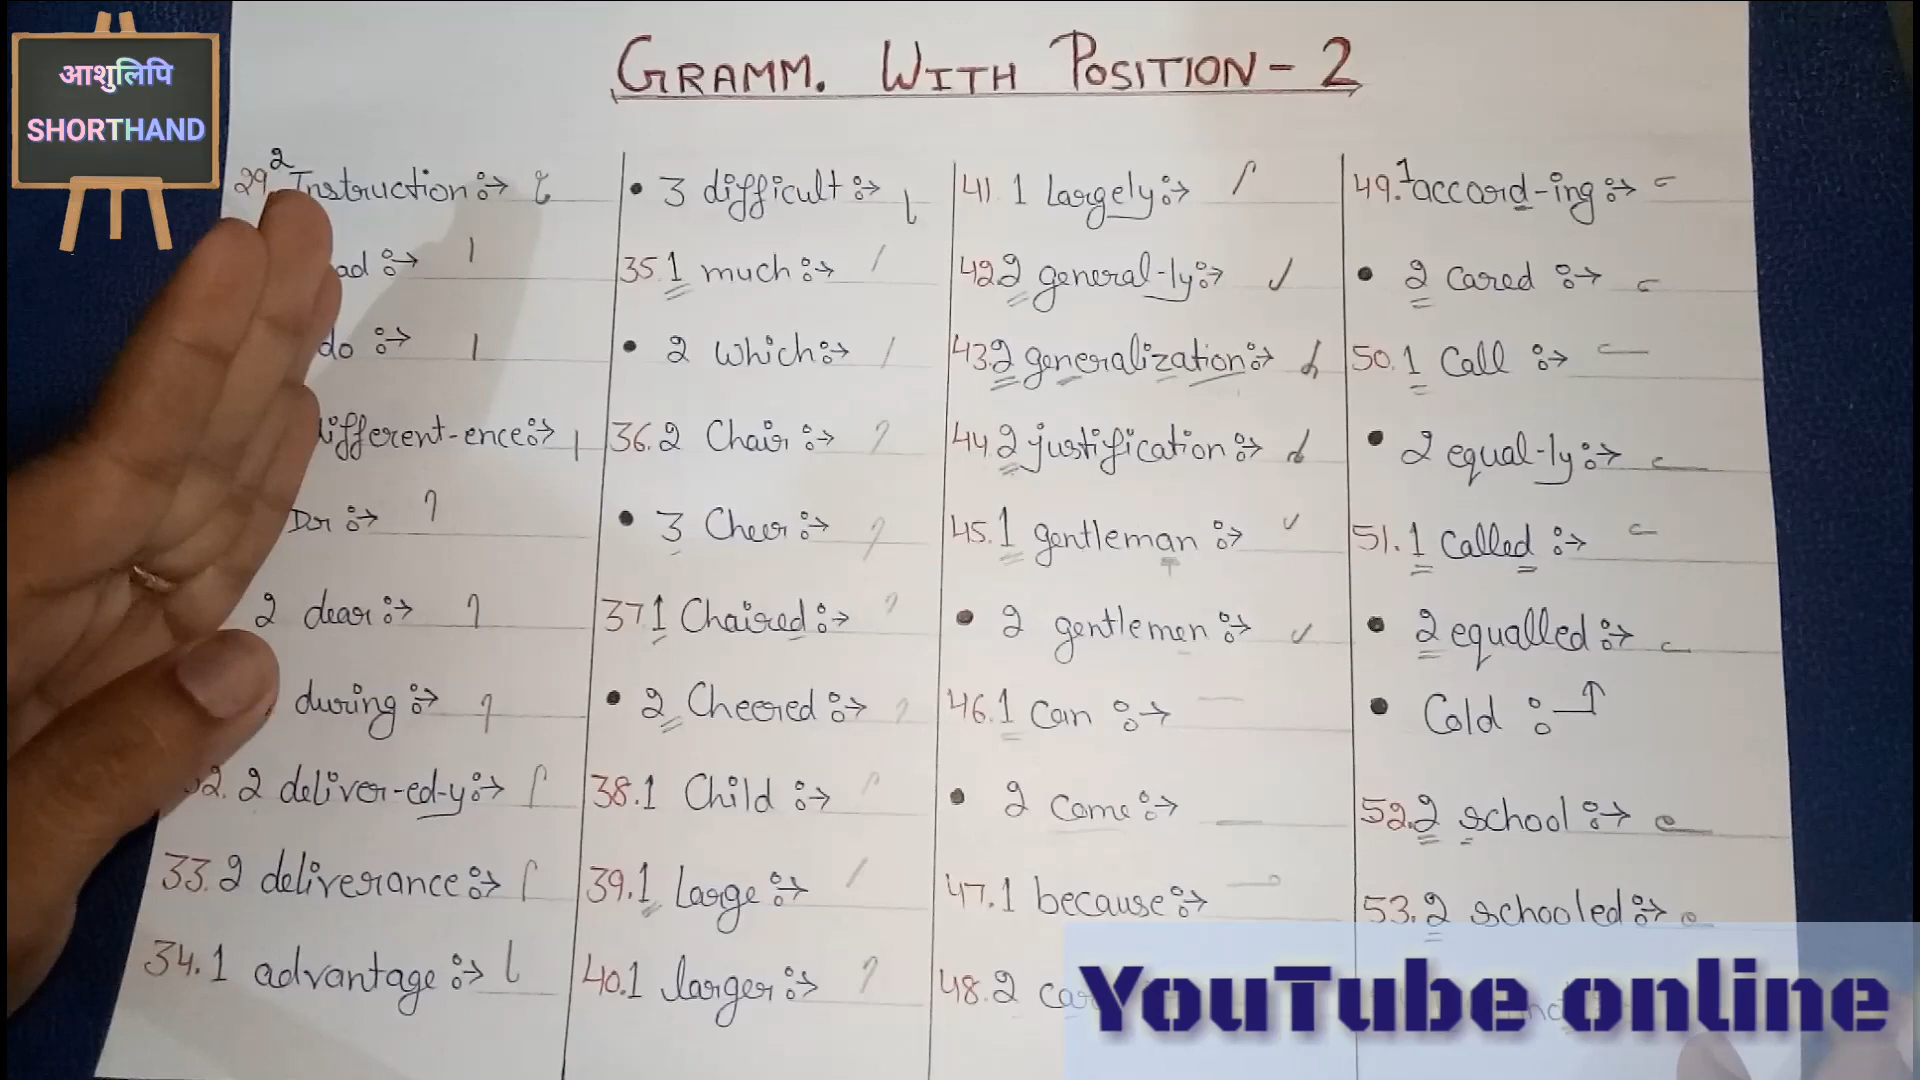 आशुलिपि
SHORTHAND
GRAMM. WITH POSITION - 2
29. 2 Instruction
ad
do
different-ence
Dr
2 dear
during
2. 2 deliver-ed-y
33. 2 deliverance
34. 1 advantage
• 3 difficult
35. 1 much
• 2 which
36. 2 Chair
• 3 Cheer
37. 1 Chaired
• 2 Cheered
38. 1 Child
39. 1 Large
40. 1 larger
41. 1 Largely
42. 2 general-ly
43. 2 generalization
44. 2 justification
45. 1 gentleman
• 2 gentlemen
46. 1 Can
• 2 come
47. 1 because
48. 2 ca
49. 1 accord-ing
• 2 cared
50. 1 Call
• 2 equal-ly
51. 1 Called
• 2 equalled
• Cold
52. 2 school
53. 2 schooled
YouTube online